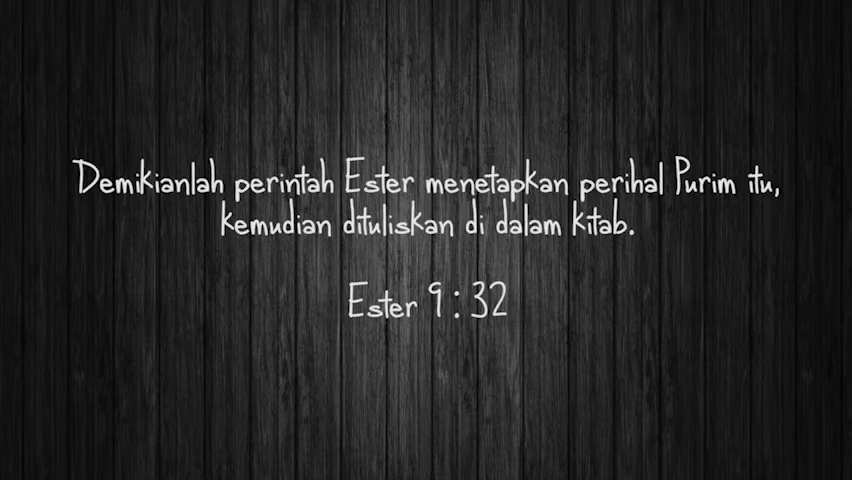 Demikianlah perintah Ester menetapkan perihal Purim itu,
kemudian dituliskan di dalam kitab.
Ester 9:32